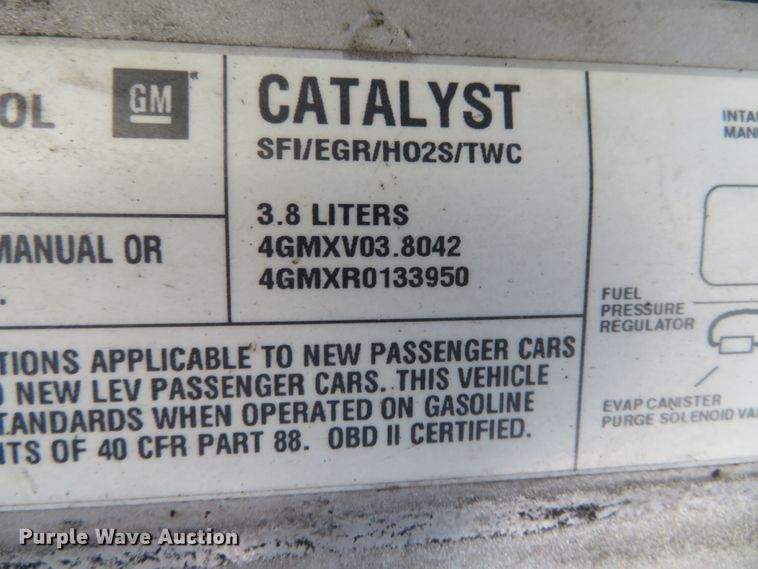 OL
GM
CATALYST
SFI/EGR/HO2S/TWC
3.8 LITERS
4GMXV03.8042
4GMXR0133950
MANUAL OR
TIONS APPLICABLE TO NEW PASSENGER CARS
NEW LEV PASSENGER CARS. THIS VEHICLE
STANDARDS WHEN OPERATED ON GASOLINE
NTS OF 40 CFR PART 88. OBD II CERTIFIED.
INTA
MAN
FUEL
PRESSURE
REGULATOR
EVAP CANISTER
PURGE SOLENOID VA
Purple Wave Auction